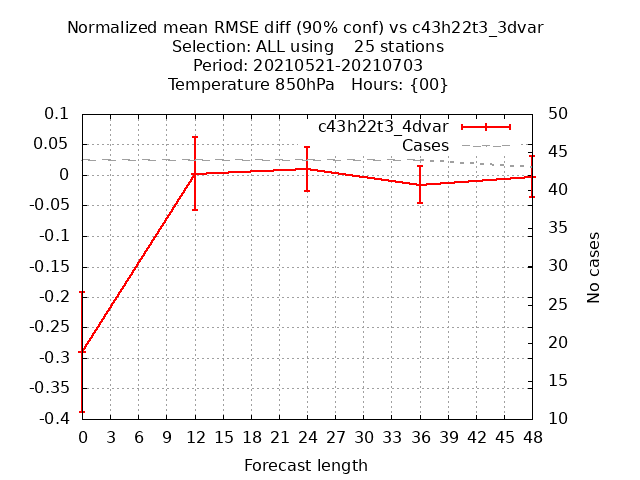 Normalized mean RMSE diff (90% conf) vs c43h22t3_3dvar
Selection: ALL using    25 stations
Period: 20210521-20210703
Temperature 850hPa   Hours: {00}
c43h22t3_4dvar
Cases
0.1
0.05
0
-0.05
-0.1
-0.15
-0.2
-0.25
-0.3
-0.35
-0.4
50
45
40
35
30
25
20
15
10
No cases
0 3 6 9 12 15 18 21 24 27 30 33 36 39 42 45 48
Forecast length